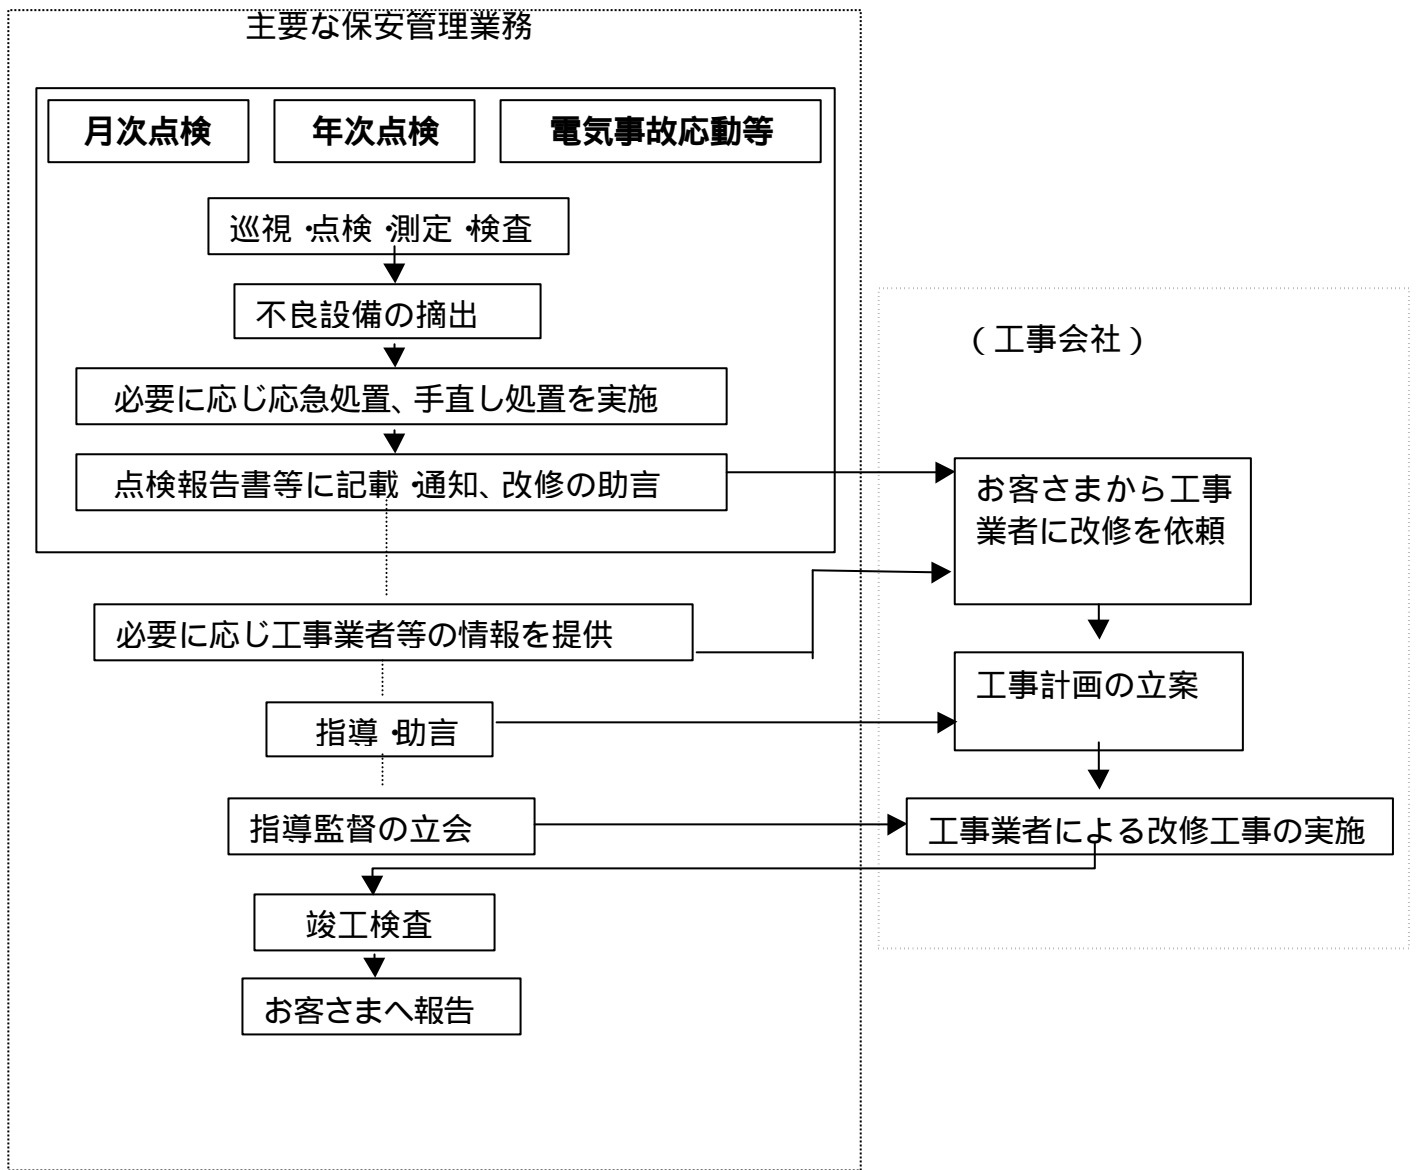 主要な保安管理業務
月次点検
年次点検
電気事故応動等
巡視・点検・測定・検査
不良設備の摘出
必要に応じ応急処置、手直し処置を実施
点検報告書等に記載・通知、改修の助言
必要に応じ工事業者等の情報を提供
指導・助言
指導監督の立会
竣工検査
お客さまへ報告
（工事会社）
お客さまから工事
業者に改修を依頼
工事計画の立案
工事業者による改修工事の実施